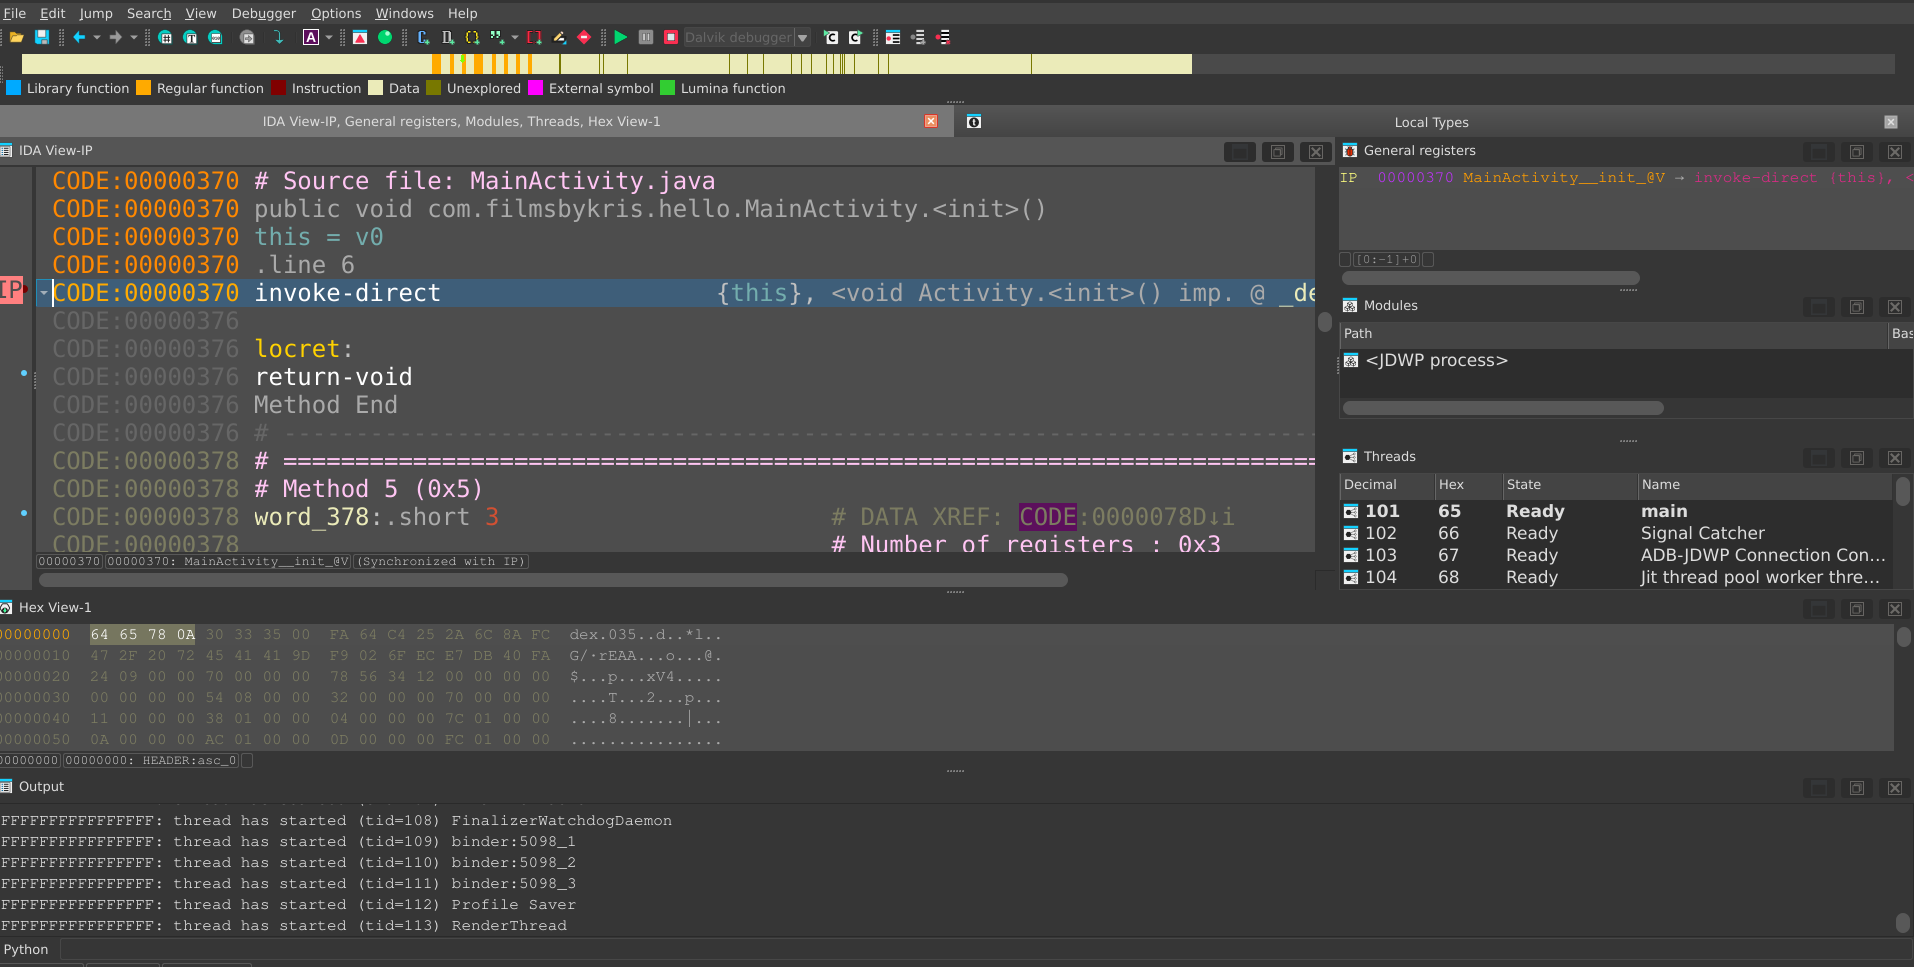 File Edit Jump Search View Debugger Options Windows Help
Dalvik debugger
Library function Regular function Instruction Data Unexplored External symbol Lumina function
IDA View-IP, General registers, Modules, Threads, Hex View-1
Local Types
IDA View-IP
CODE:00000370 # Source file: MainActivity.java
CODE:00000370 public void com.filmsbykris.hello.MainActivity.<init>()
CODE:00000370 this = v0
CODE:00000370 .line 6
IP
CODE:00000370 invoke-direct {this}, <void Activity.<init>() imp. @ _de
CODE:00000376
CODE:00000376 locret:
CODE:00000376 return-void
CODE:00000376 Method End
CODE:00000376 # ---------------------------------------------------------------------------
CODE:00000378 # ===========================================================================
CODE:00000378 # Method 5 (0x5)
CODE:00000378 word_378:.short 3 # DATA XREF: CODE:0000078D↓i
CODE:00000378 # Number of registers : 0x3
00000370 00000370: MainActivity__init_@V (Synchronized with IP)
General registers
IP 00000370 MainActivity__init_@V → invoke-direct {this}, <
[0:-1]+0
Modules
Path Bas
<JDWP process>
Threads
Decimal Hex State Name
101 65 Ready main
102 66 Ready Signal Catcher
103 67 Ready ADB-JDWP Connection Con...
104 68 Ready Jit thread pool worker thre...
Hex View-1
00000000 64 65 78 0A 30 33 35 00 FA 64 C4 25 2A 6C 8A FC dex.035..d..*l..
00000010 47 2F 20 72 45 41 41 9D F9 02 6F EC E7 DB 40 FA G/·rEAA...o...@.
00000020 24 09 00 00 70 00 00 00 78 56 34 12 00 00 00 00 $...p...xV4.....
00000030 00 00 00 00 54 08 00 00 32 00 00 00 70 00 00 00 ....T...2...p...
00000040 11 00 00 00 38 01 00 00 04 00 00 00 7C 01 00 00 ....8.......|...
00000050 0A 00 00 00 AC 01 00 00 0D 00 00 00 FC 01 00 00 ................
00000000 00000000: HEADER:asc_0
Output
FFFFFFFFFFFFFFFF: thread has started (tid=108) FinalizerWatchdogDaemon
FFFFFFFFFFFFFFFF: thread has started (tid=109) binder:5098_1
FFFFFFFFFFFFFFFF: thread has started (tid=110) binder:5098_2
FFFFFFFFFFFFFFFF: thread has started (tid=111) binder:5098_3
FFFFFFFFFFFFFFFF: thread has started (tid=112) Profile Saver
FFFFFFFFFFFFFFFF: thread has started (tid=113) RenderThread
Python